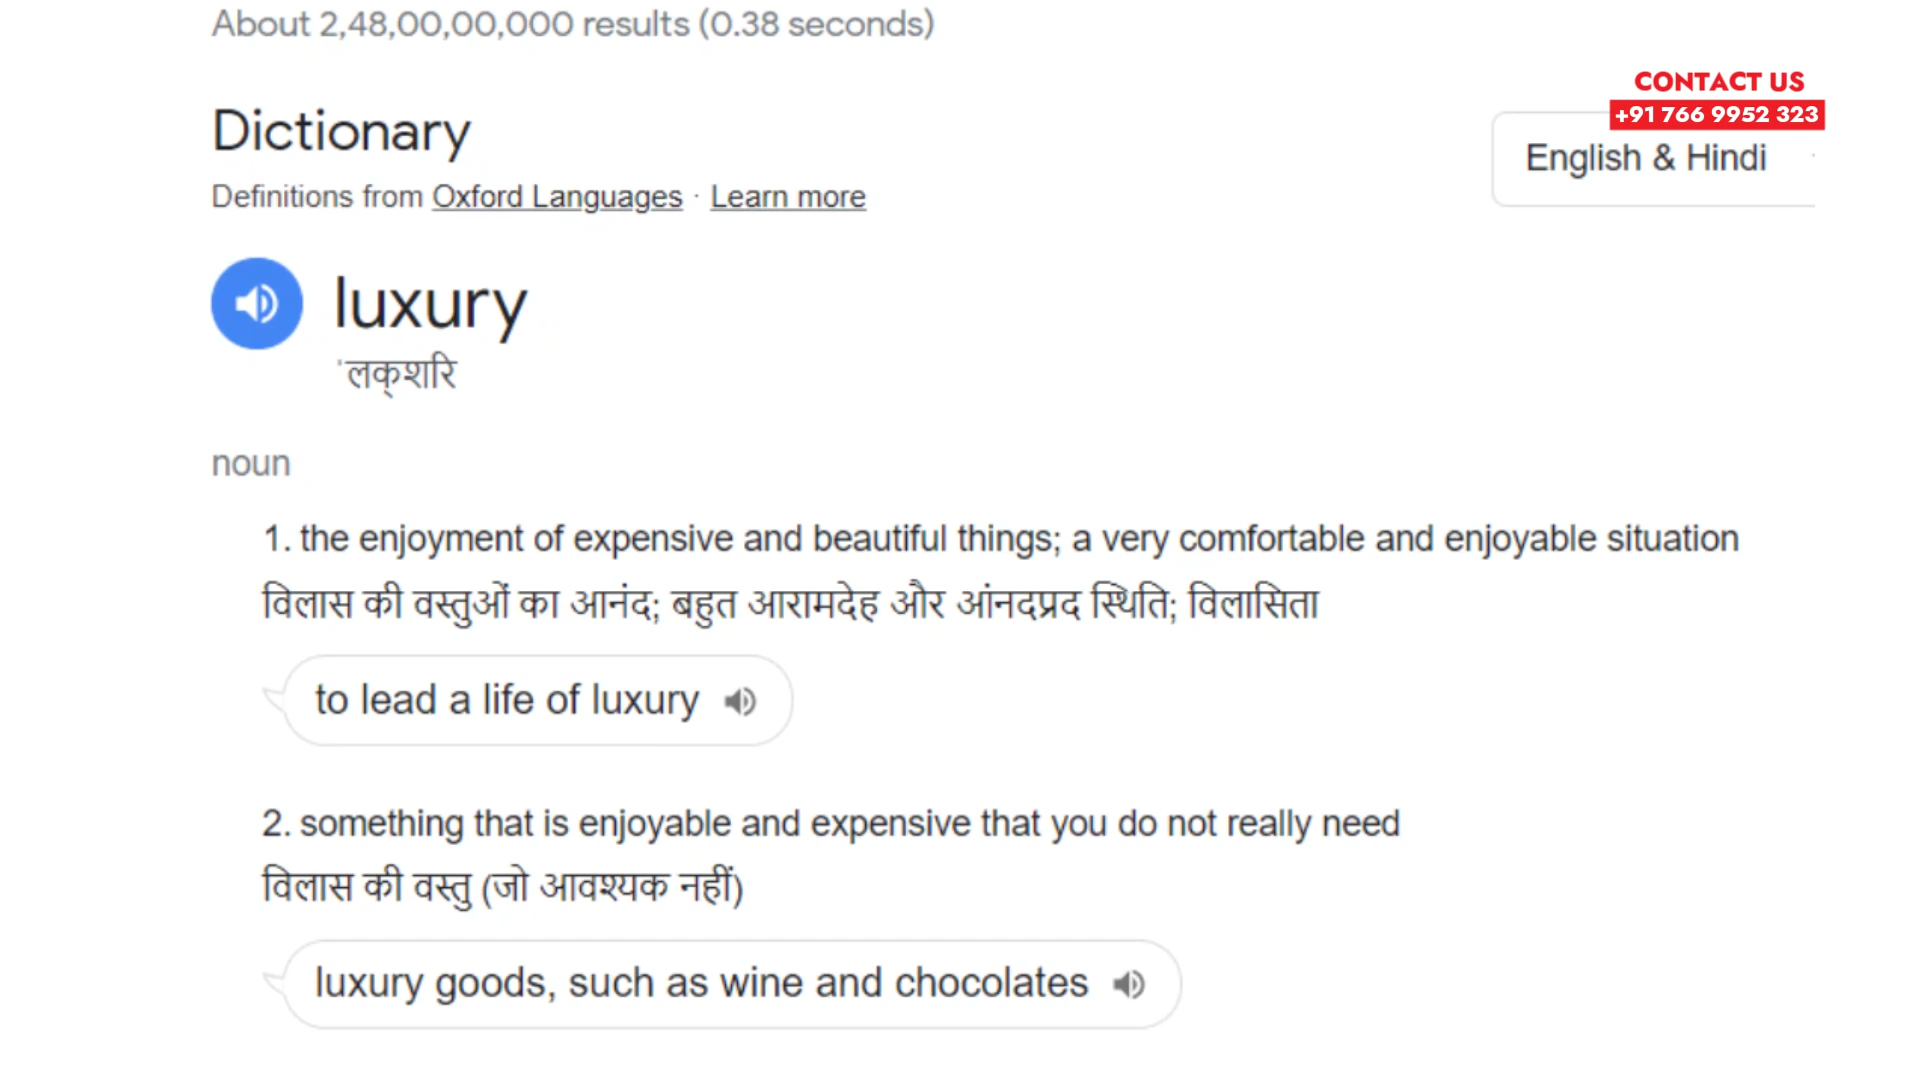 About 2,48,00,00,000 results (0.38 seconds)
CONTACT US
+91 766 9952 323
Dictionary
English & Hindi
Definitions from Oxford Languages · Learn more
luxury
ˈलक्‍शरि
noun
1. the enjoyment of expensive and beautiful things; a very comfortable and enjoyable situation
विलास की वस्तुओं का आनंद; बहुत आरामदेह और आंनदप्रद स्थिति; विलासिता
to lead a life of luxury
2. something that is enjoyable and expensive that you do not really need
विलास की वस्तु (जो आवश्यक नहीं)
luxury goods, such as wine and chocolates